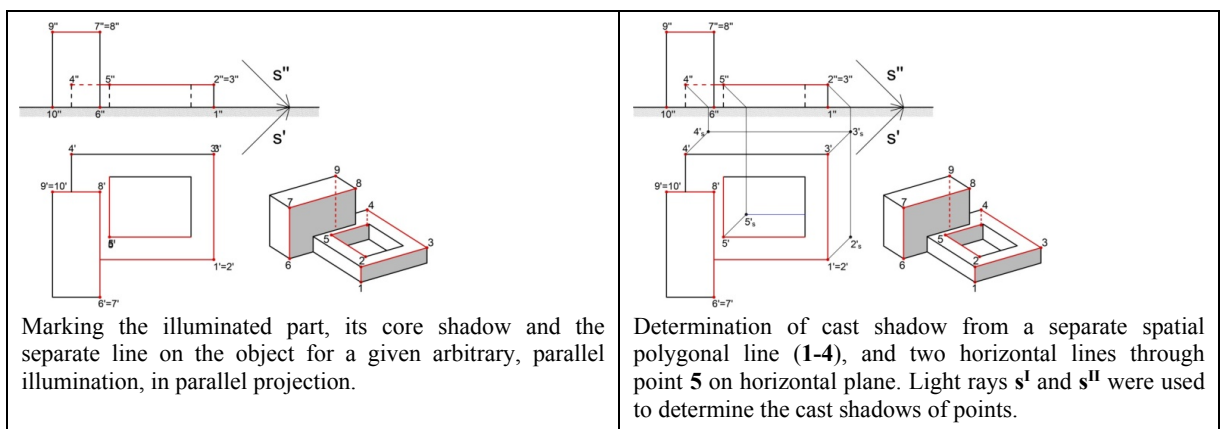 9" 7"=8"
4" 5" 2"=3" s"
10" 6" 1"
s'
4' 3'
9'=10' 8'
5'
1'=2'
6'=7'
9
8
7
4
5
3
2
6
1
Marking the illuminated part, its core shadow and the
separate line on the object for a given arbitrary, parallel
illumination, in parallel projection.
9" 7"=8"
4" 5" 2"=3" s"
10" 6" 1"
s'
4's 3's
4' 3'
9'=10' 8'
5's
5' 2's
1'=2'
6'=7'
9
8
7
4
5
3
2
6
1
Determination of cast shadow from a separate spatial
polygonal line (1-4), and two horizontal lines through
point 5 on horizontal plane. Light rays sI and sII were used
to determine the cast shadows of points.